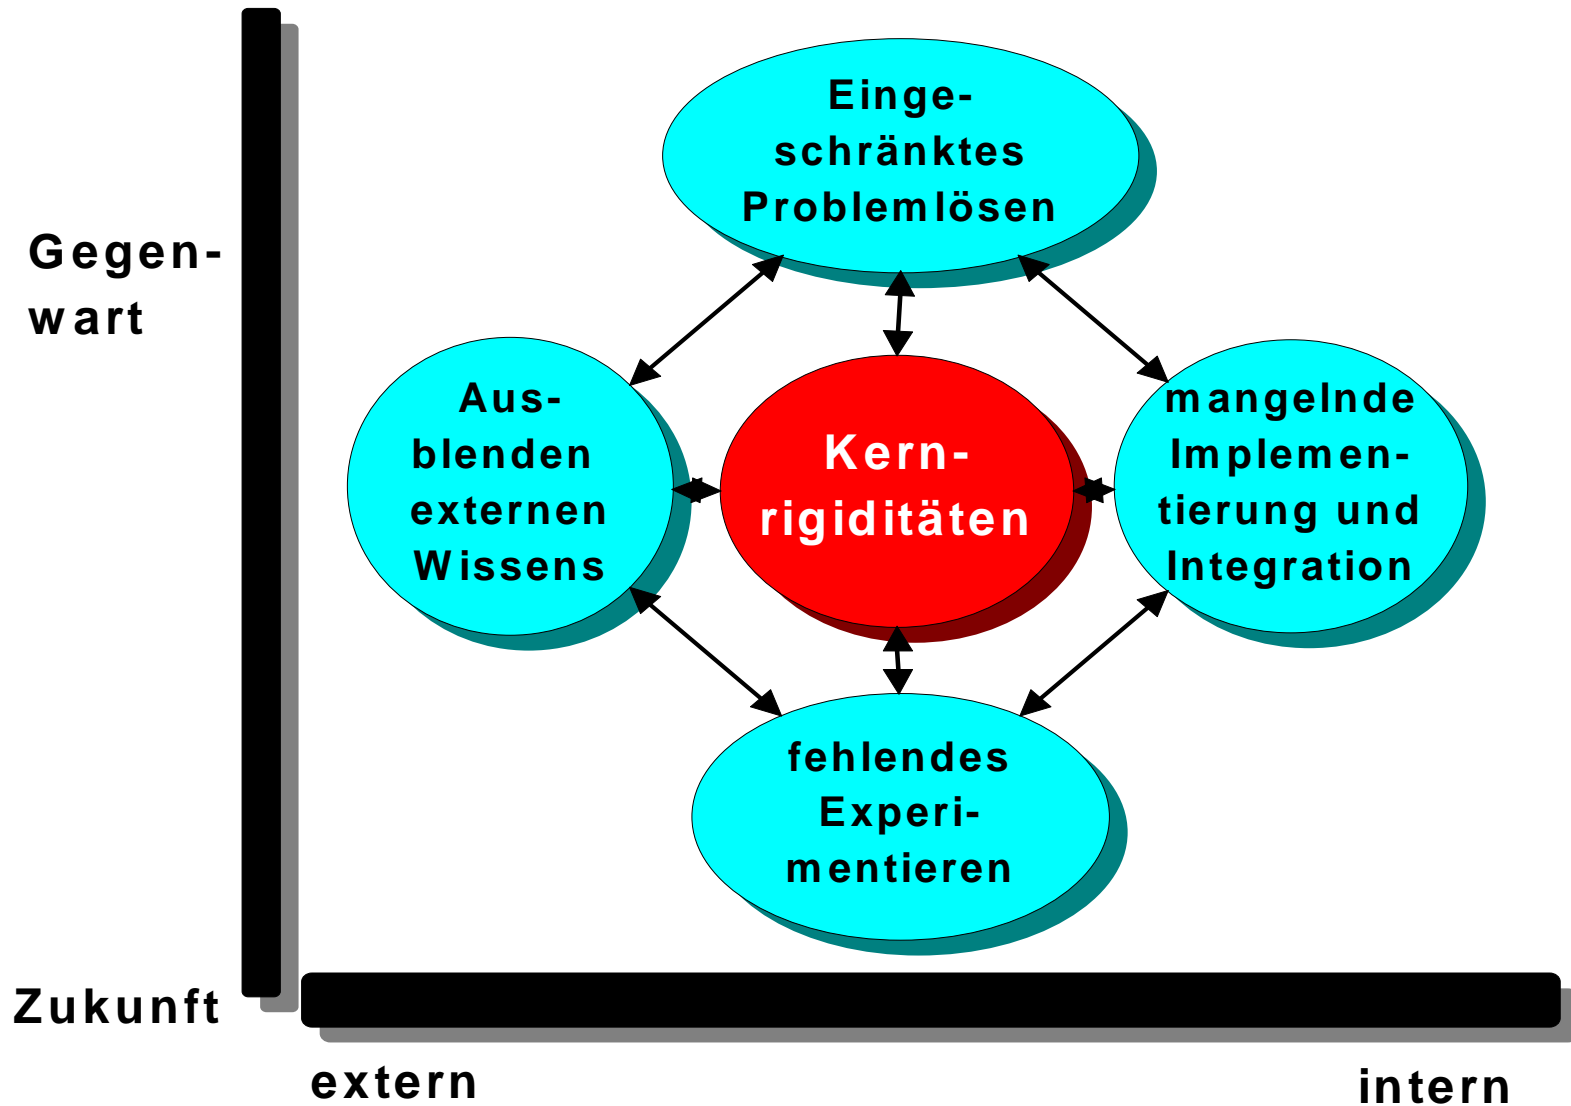 Einge-
schränktes
Problemlösen
Gegen-
wart
Aus-
blenden
externen
Wissens
Kern-
rigiditäten
mangelnde
Implemen-
tierung und
Integration
fehlendes
Experi-
mentieren
Zukunft
extern
intern